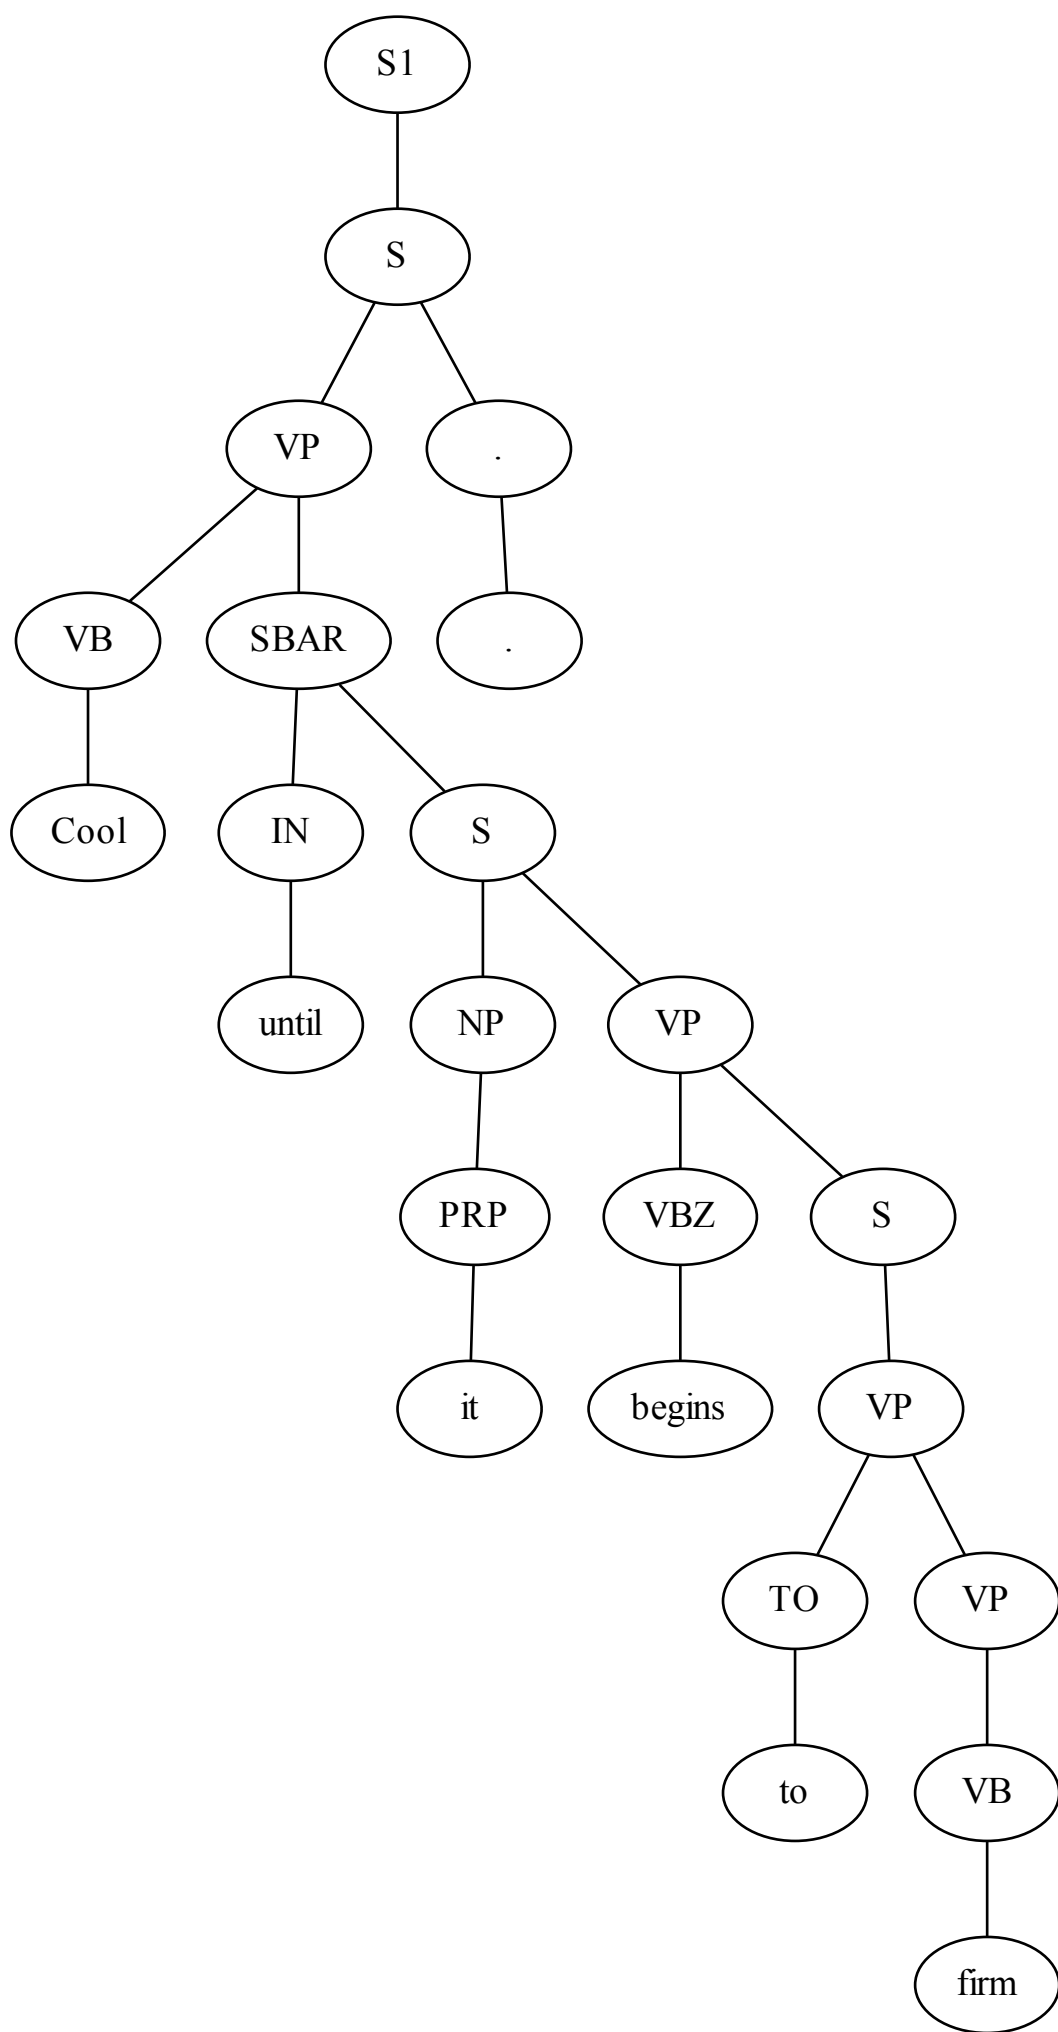 S1
S
VP .
VB SBAR .
Cool IN S
until NP VP
PRP VBZ S
it begins VP
TO VP
to VB
firm